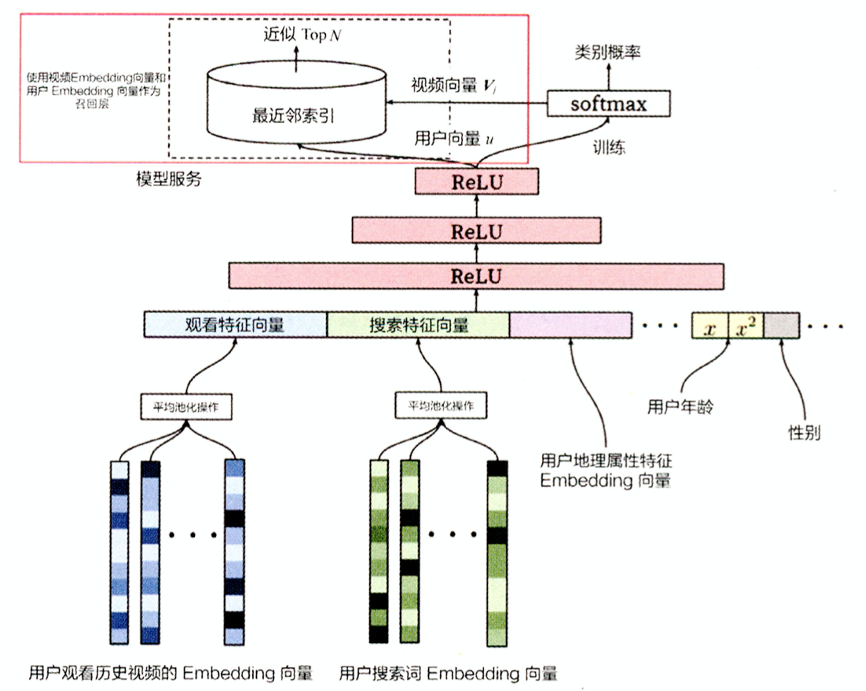 近似 Top N
类别概率
使用视频Embedding向量和
用户 Embedding 向量作为
召回层
最近邻索引
视频向量 Vj
softmax
用户向量 u
训练
模型服务
ReLU
ReLU
ReLU
观看特征向量
搜索特征向量
x
x²
平均池化操作
平均池化操作
用户年龄
性别
用户地理属性特征
Embedding 向量
用户观看历史视频的 Embedding 向量
用户搜索词 Embedding 向量